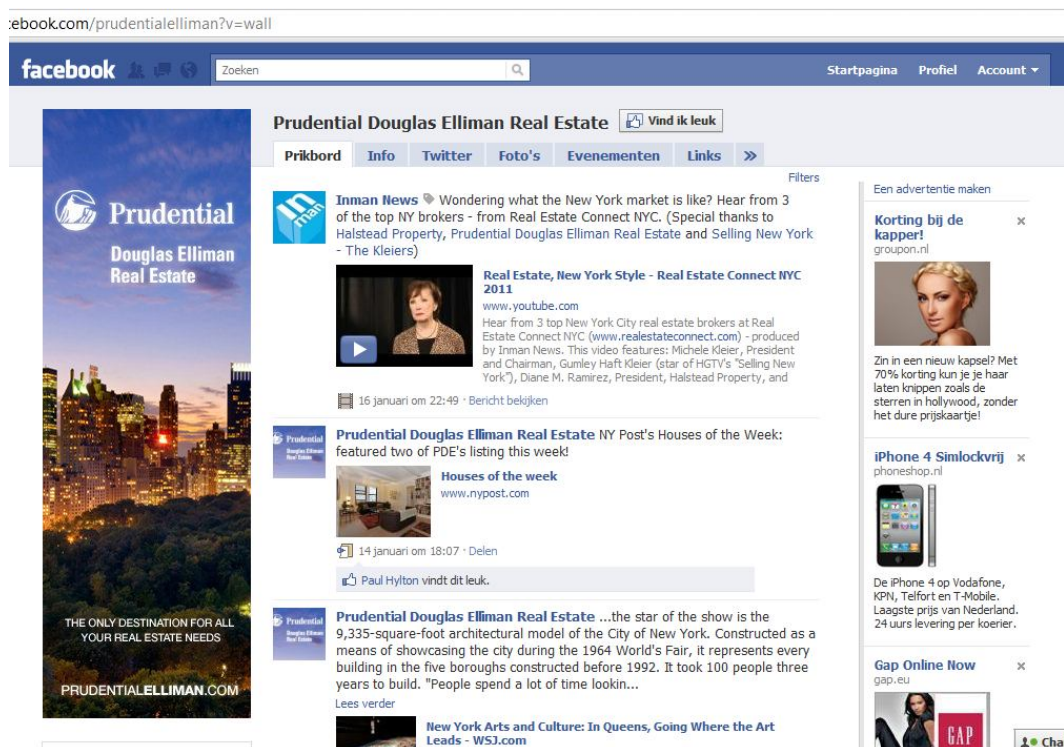 cebook.com/prudentialelliman?v=wall
facebook
Zoeken
Startpagina Profiel Account
Prudential
Douglas Elliman
Real Estate
THE ONLY DESTINATION FOR ALL
YOUR REAL ESTATE NEEDS
PRUDENTIALELLIMAN.COM
Prudential Douglas Elliman Real Estate Vind ik leuk
Prikbord Info Twitter Foto's Evenementen Links »
Filters
Inman
Inman News Wondering what the New York market is like? Hear from 3
of the top NY brokers - from Real Estate Connect NYC. (Special thanks to
Halstead Property, Prudential Douglas Elliman Real Estate and Selling New York
- The Kleiers)
Real Estate, New York Style - Real Estate Connect NYC
2011
www.youtube.com
Hear from 3 top New York City real estate brokers at Real
Estate Connect NYC (www.realestateconnect.com) - produced
by Inman News. This video features: Michele Kleier, President
and Chairman, Gumley Haft Kleier (star of HGTV's "Selling New
York"), Diane M. Ramirez, President, Halstead Property, and
16 januari om 22:49 · Bericht bekijken
Prudential
Douglas Elliman
Real Estate
Prudential Douglas Elliman Real Estate NY Post's Houses of the Week:
featured two of PDE's listing this week!
Houses of the week
www.nypost.com
14 januari om 18:07 · Delen
Paul Hylton vindt dit leuk.
Prudential
Douglas Elliman
Real Estate
Prudential Douglas Elliman Real Estate ...the star of the show is the
9,335-square-foot architectural model of the City of New York. Constructed as a
means of showcasing the city during the 1964 World's Fair, it represents every
building in the five boroughs constructed before 1992. It took 100 people three
years to build. "People spend a lot of time lookin...
Lees verder
New York Arts and Culture: In Queens, Going Where the Art
Leads - WSJ.com
Een advertentie maken
Korting bij de
kapper!
groupon.nl
Zin in een nieuw kapsel? Met
70% korting kun je je haar
laten knippen zoals de
sterren in hollywood, zonder
het dure prijskaartje!
iPhone 4 Simlockvrij
phoneshop.nl
De iPhone 4 op Vodafone,
KPN, Telfort en T-Mobile.
Laagste prijs van Nederland.
24 uurs levering per koerier.
Gap Online Now
gap.eu
GAP
Cha